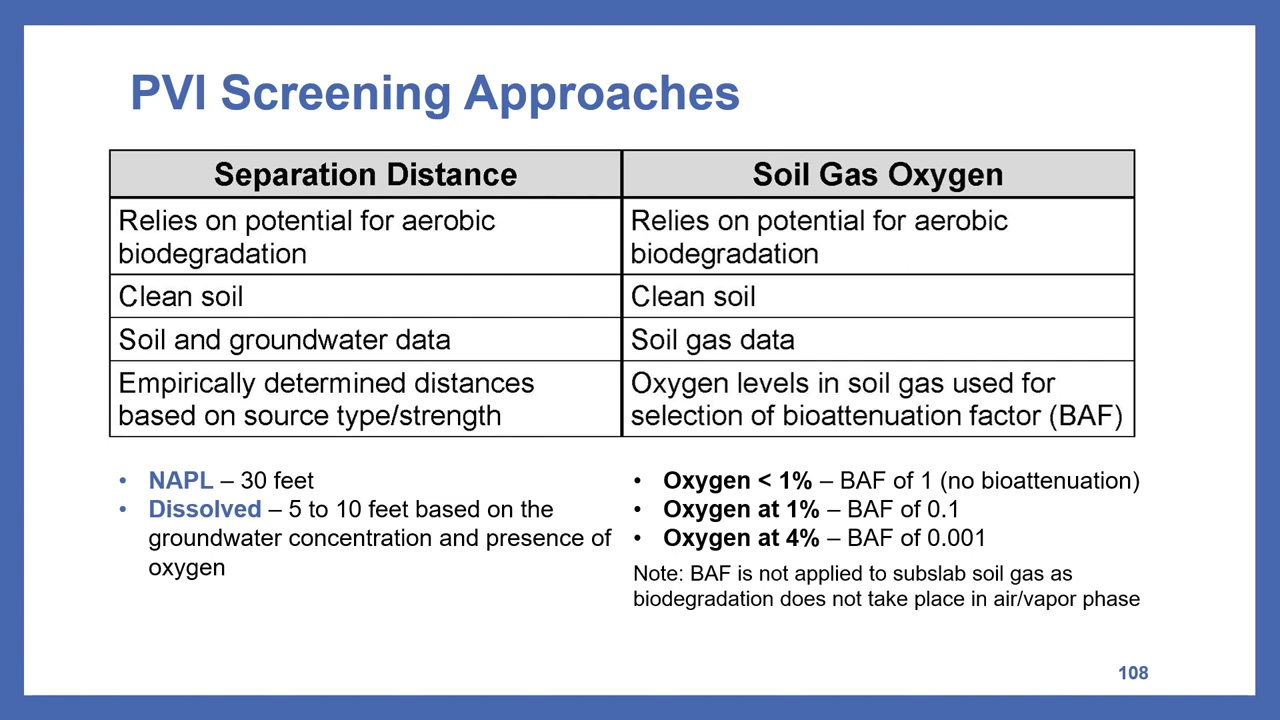 PVI Screening Approaches
Separation Distance
Soil Gas Oxygen
Relies on potential for aerobic
biodegradation
Relies on potential for aerobic
biodegradation
Clean soil
Clean soil
Soil and groundwater data
Soil gas data
Empirically determined distances
based on source type/strength
Oxygen levels in soil gas used for
selection of bioattenuation factor (BAF)
• NAPL – 30 feet
• Dissolved – 5 to 10 feet based on the
groundwater concentration and presence of
oxygen
• Oxygen < 1% – BAF of 1 (no bioattenuation)
• Oxygen at 1% – BAF of 0.1
• Oxygen at 4% – BAF of 0.001
Note: BAF is not applied to subslab soil gas as
biodegradation does not take place in air/vapor phase
108